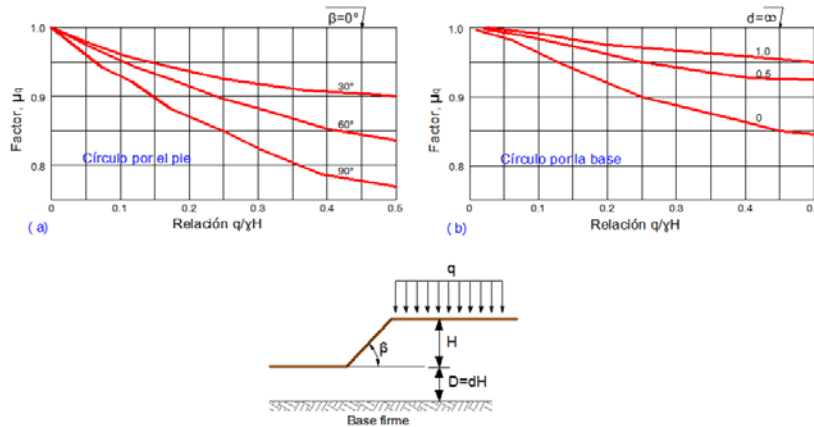 β=0°
1.0
0.9
0.8
Factor, μq
30°
60°
90°
Círculo por el pie
0
0.1
0.2
0.3
0.4
0.5
Relación q/γH
( a)
d=∞
1.0
0.9
0.8
Factor, μq
1.0
0.5
0
Círculo por la base
0
0.1
0.2
0.3
0.4
0.5
Relación q/γH
( b)
q
β
H
D=dH
Base firme